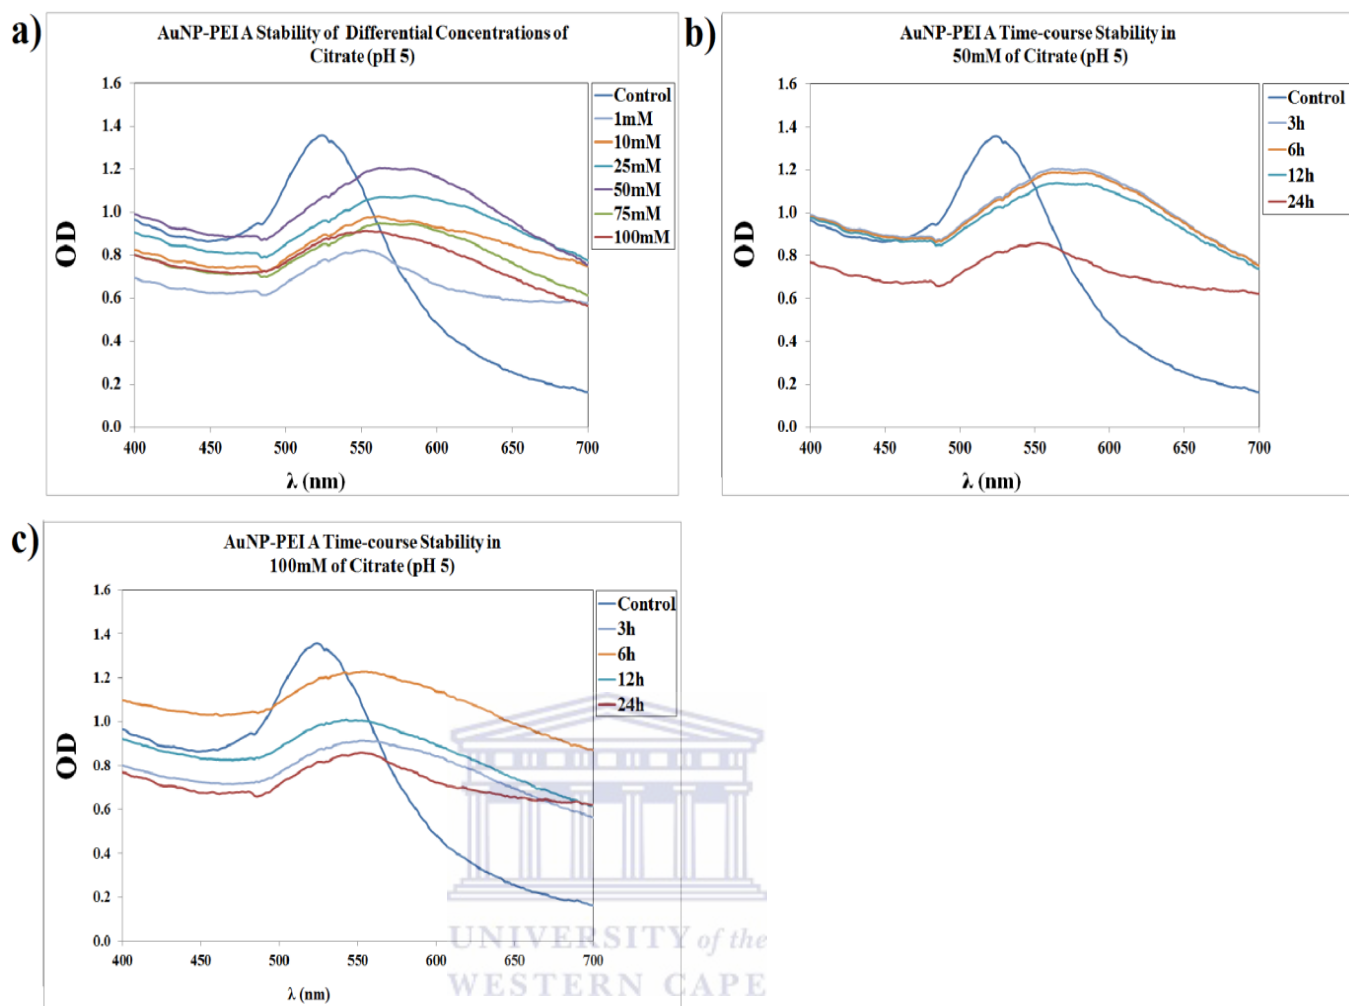 a)
AuNP-PEI A Stability of Differential Concentrations of
Citrate (pH 5)
OD
1.6
1.4
1.2
1.0
0.8
0.6
0.4
0.2
0.0
400 450 500 550 600 650 700
λ (nm)
Control
1mM
10mM
25mM
50mM
75mM
100mM
b)
AuNP-PEI A Time-course Stability in
50mM of Citrate (pH 5)
OD
1.6
1.4
1.2
1.0
0.8
0.6
0.4
0.2
0.0
400 450 500 550 600 650 700
λ (nm)
Control
3h
6h
12h
24h
c)
AuNP-PEI A Time-course Stability in
100mM of Citrate (pH 5)
OD
1.6
1.4
1.2
1.0
0.8
0.6
0.4
0.2
0.0
400 450 500 550 600 650 700
λ (nm)
Control
3h
6h
12h
24h
UNIVERSITY of the
WESTERN CAPE